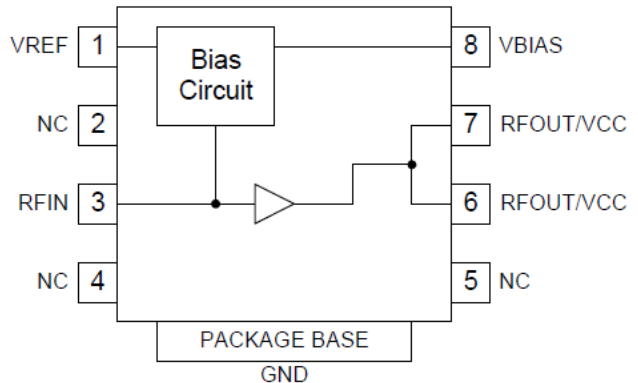 VREF 1 Bias Circuit 8 VBIAS
NC 2 7 RFOUT/VCC
RFIN 3 6 RFOUT/VCC
NC 4 5 NC
PACKAGE BASE
GND